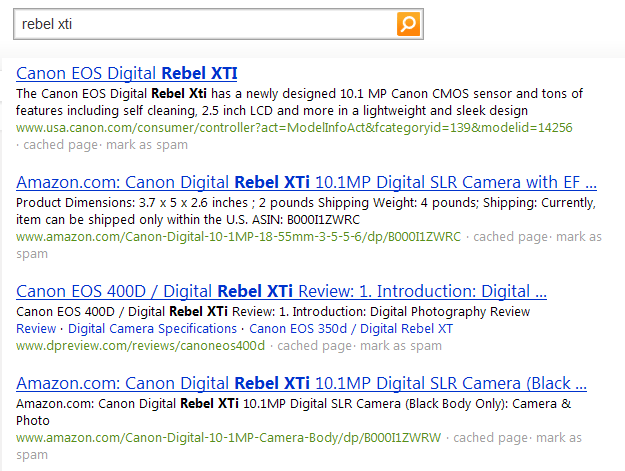 rebel xti
Canon EOS Digital Rebel XTI
The Canon EOS Digital Rebel Xti has a newly designed 10.1 MP Canon CMOS sensor and tons of
features including self cleaning, 2.5 inch LCD and more in a lightweight and sleek design
www.usa.canon.com/consumer/controller?act=ModelInfoAct&fcategoryid=139&modelid=14256
· cached page· mark as spam
Amazon.com: Canon Digital Rebel XTi 10.1MP Digital SLR Camera with EF ...
Product Dimensions: 3.7 x 5 x 2.6 inches ; 2 pounds Shipping Weight: 4 pounds; Shipping: Currently,
item can be shipped only within the U.S. ASIN: B000I1ZWRC
www.amazon.com/Canon-Digital-10-1MP-18-55mm-3-5-5-6/dp/B000I1ZWRC · cached page· mark as
spam
Canon EOS 400D / Digital Rebel XTi Review: 1. Introduction: Digital ...
Canon EOS 400D / Digital Rebel XTi Review: 1. Introduction: Digital Photography Review
Review · Digital Camera Specifications · Canon EOS 350d / Digital Rebel XT
www.dpreview.com/reviews/canoneos400d · cached page· mark as spam
Amazon.com: Canon Digital Rebel XTi 10.1MP Digital SLR Camera (Black ...
Amazon.com: Canon Digital Rebel XTi 10.1MP Digital SLR Camera (Black Body Only): Camera &
Photo
www.amazon.com/Canon-Digital-10-1MP-Camera-Body/dp/B000I1ZWRW · cached page· mark as
spam